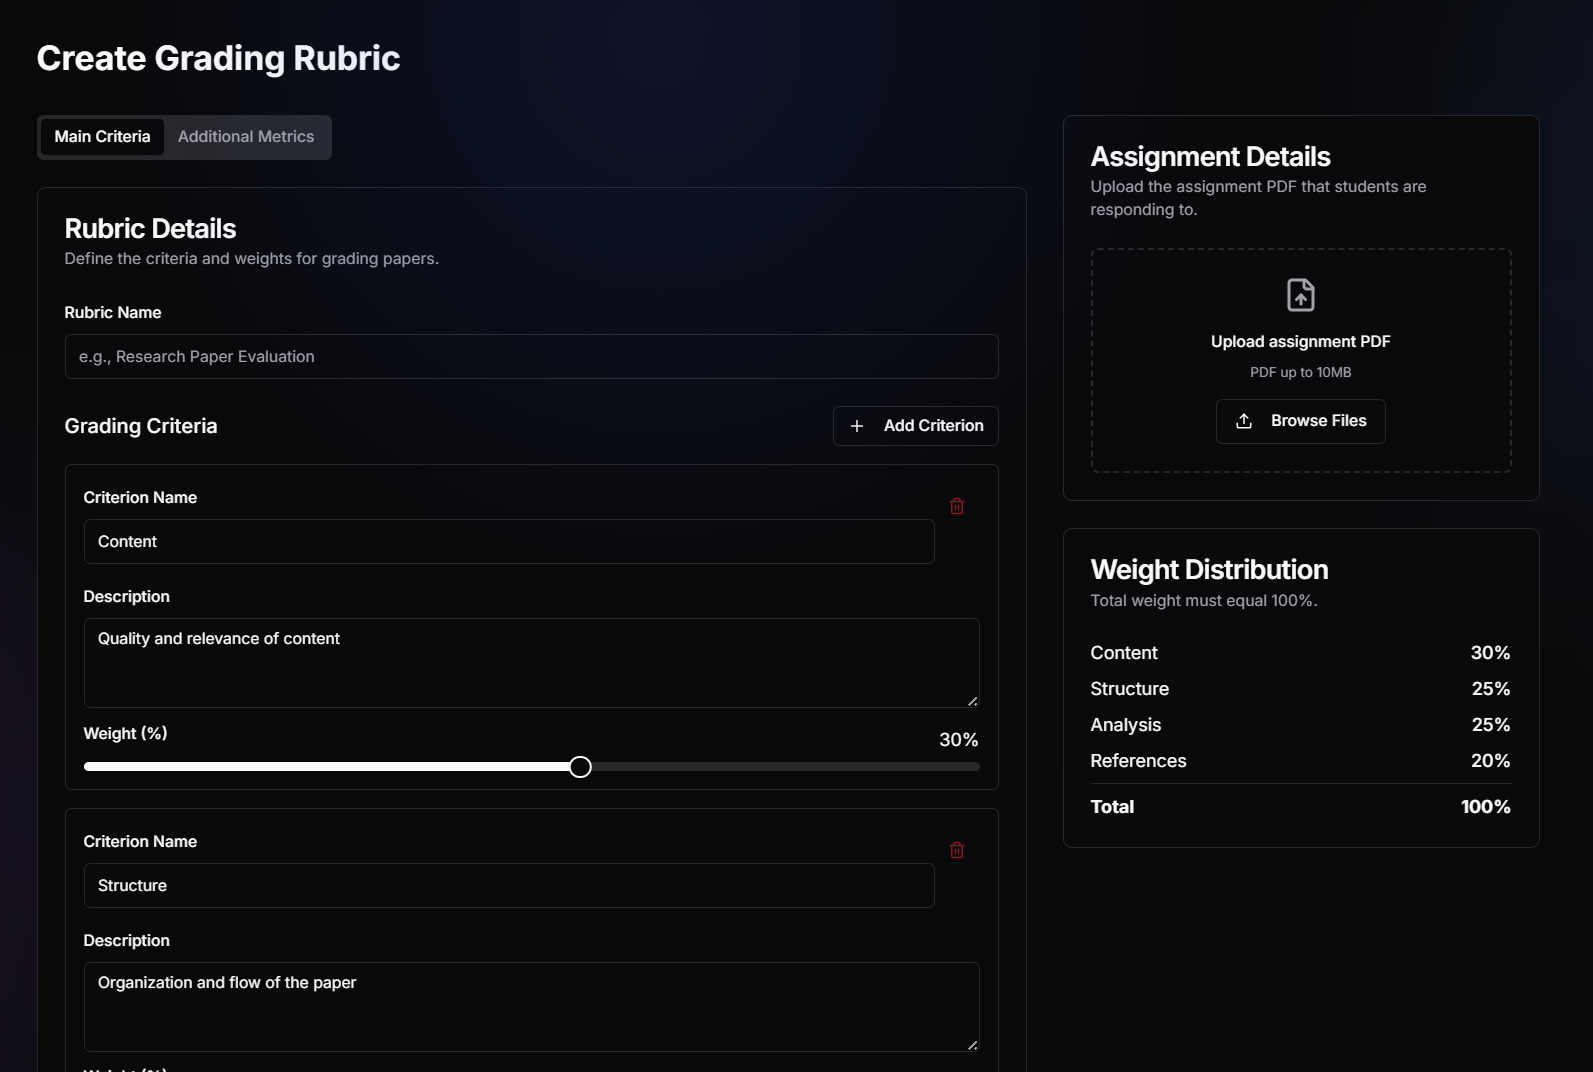 Create Grading Rubric
Main Criteria
Additional Metrics
Rubric Details
Define the criteria and weights for grading papers.
Rubric Name
e.g., Research Paper Evaluation
Grading Criteria
Add Criterion
Criterion Name
Content
Description
Quality and relevance of content
Weight (%)
30%
Criterion Name
Structure
Description
Organization and flow of the paper
Weight (%)
Assignment Details
Upload the assignment PDF that students are
responding to.
Upload assignment PDF
PDF up to 10MB
Browse Files
Weight Distribution
Total weight must equal 100%.
Content 30%
Structure 25%
Analysis 25%
References 20%
Total 100%